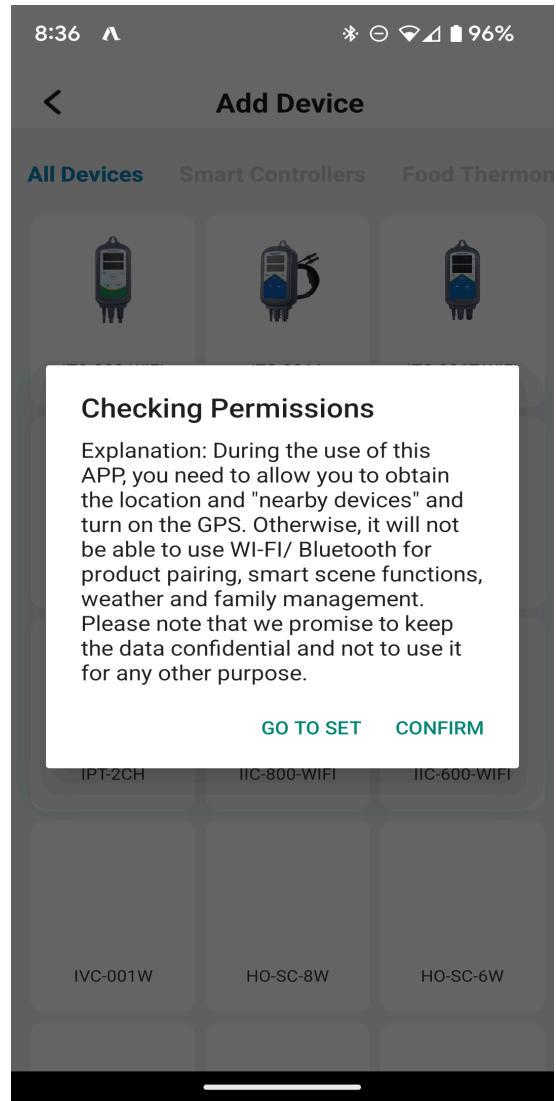 8:36
96%
Add Device
All Devices Smart Controllers Food Thermon
Checking Permissions
Explanation: During the use of this
APP, you need to allow you to obtain
the location and "nearby devices" and
turn on the GPS. Otherwise, it will not
be able to use WI-FI/ Bluetooth for
product pairing, smart scene functions,
weather and family management.
Please note that we promise to keep
the data confidential and not to use it
for any other purpose.
GO TO SET CONFIRM
IPT-2CH IIC-800-WIFI IIC-600-WIFI
IVC-001W HO-SC-8W HO-SC-6W